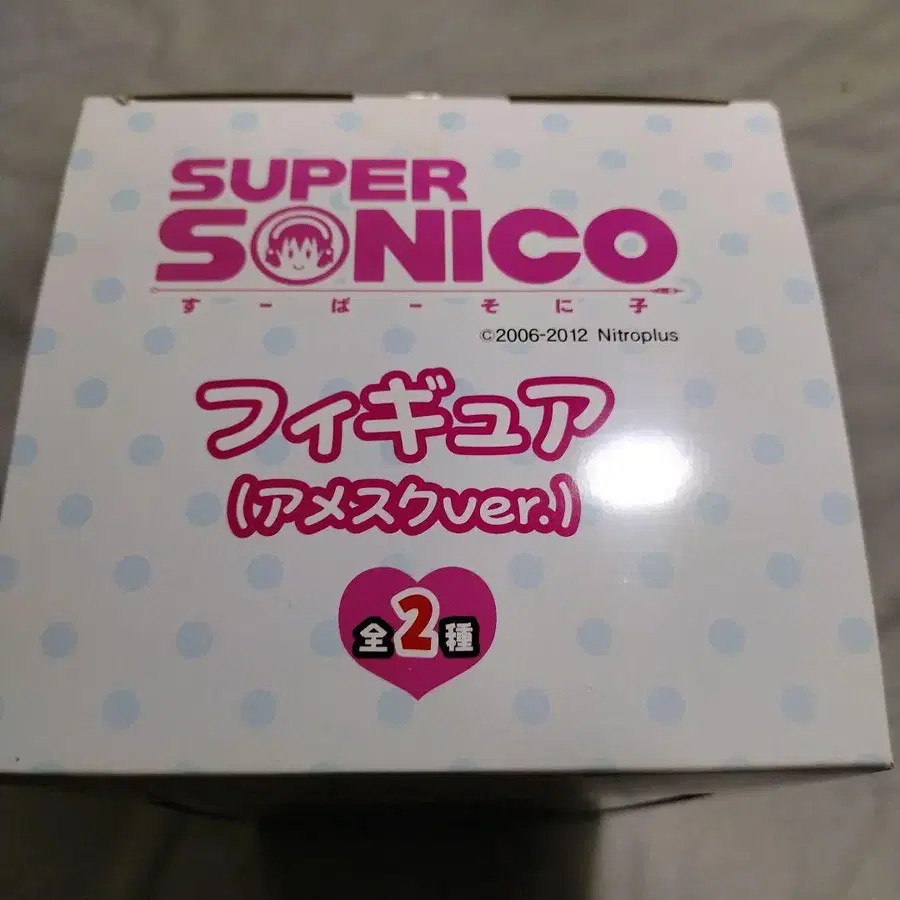 SUPER
SONICO
すーぱーそに子
©2006-2012 Nitroplus
フィギュア
(アメスクver.)
全2種